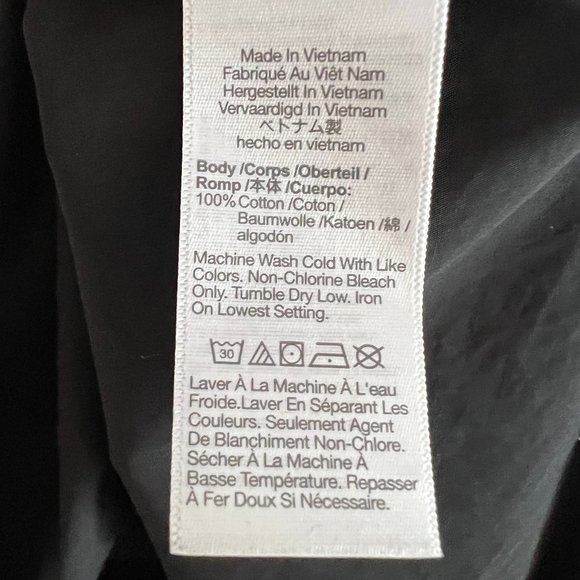 Made In Vietnam
Fabriqué Au Viêt Nam
Hergestellt In Vietnam
Vervaardigd In Vietnam
ベトナム製
hecho en vietnam
Body /Corps /Oberteil /
Romp /本体 /Cuerpo:
100% Cotton /Coton /
Baumwolle /Katoen /綿 /
algodón
Machine Wash Cold With Like
Colors. Non-Chlorine Bleach
Only. Tumble Dry Low. Iron
On Lowest Setting.
30
Laver À La Machine À L'eau
Froide.Laver En Séparant Les
Couleurs. Seulement Agent
De Blanchiment Non-Chlore.
Sécher À La Machine À
Basse Température. Repasser
À Fer Doux Si Nécessaire.